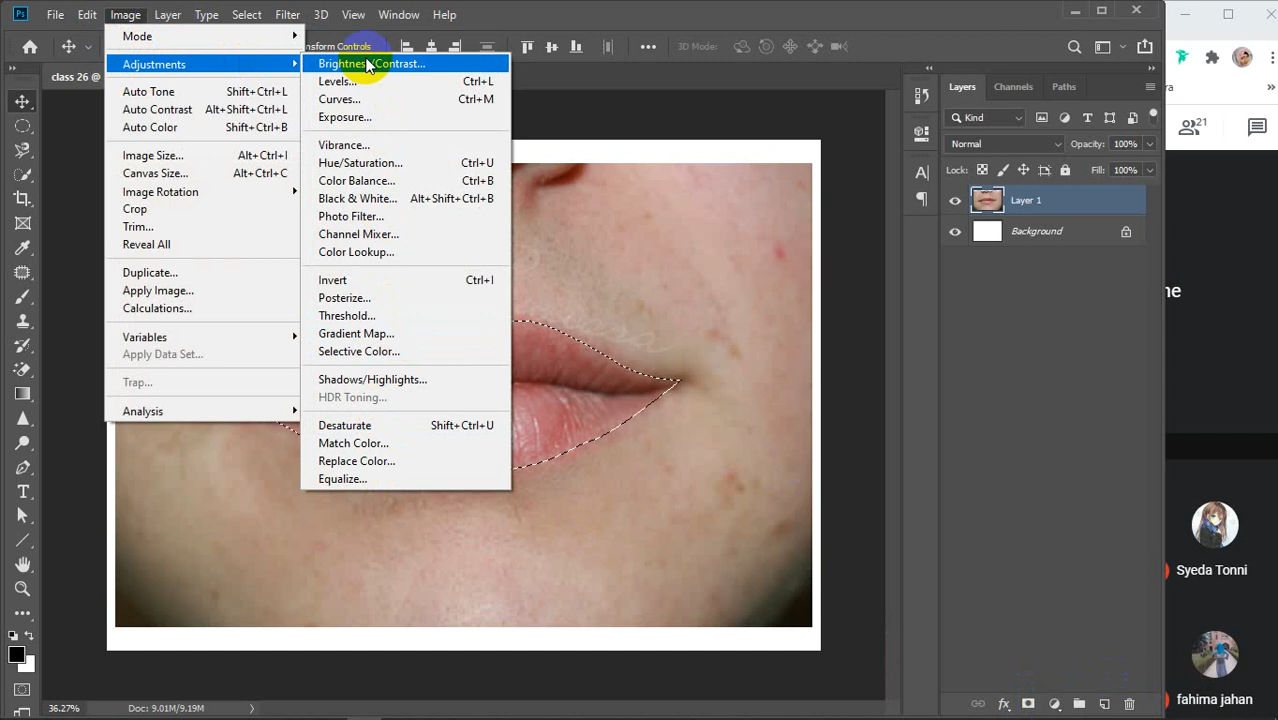 Ps File Edit Image Layer Type Select Filter 3D View Window Help
nsform Controls 3D Mode:
class 26 @
Mode
Adjustments
Auto Tone Shift+Ctrl+L
Auto Contrast Alt+Shift+Ctrl+L
Auto Color Shift+Ctrl+B
Image Size... Alt+Ctrl+I
Canvas Size... Alt+Ctrl+C
Image Rotation
Crop
Trim...
Reveal All
Duplicate...
Apply Image...
Calculations...
Variables
Apply Data Set...
Trap...
Analysis
Brightness/Contrast...
Levels... Ctrl+L
Curves... Ctrl+M
Exposure...
Vibrance...
Hue/Saturation... Ctrl+U
Color Balance... Ctrl+B
Black & White... Alt+Shift+Ctrl+B
Photo Filter...
Channel Mixer...
Color Lookup...
Invert Ctrl+I
Posterize...
Threshold...
Gradient Map...
Selective Color...
Shadows/Highlights...
HDR Toning...
Desaturate Shift+Ctrl+U
Match Color...
Replace Color...
Equalize...
Layers Channels Paths
Kind
Normal Opacity: 100%
Lock: Fill: 100%
Layer 1
Background
36.27% Doc: 9.01M/9.19M
ra
21
ne
Syeda Tonni
fahima jahan